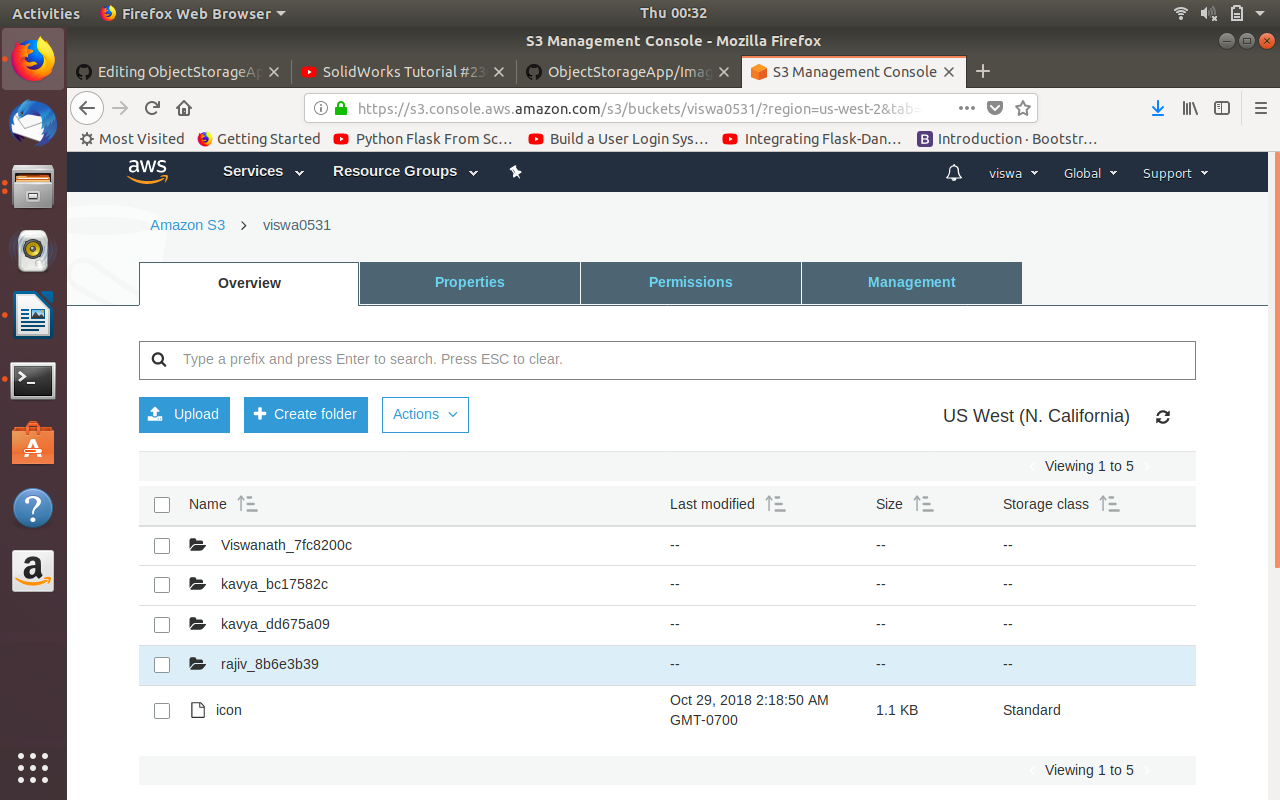 Activities Firefox Web Browser Thu 00:32
S3 Management Console - Mozilla Firefox
Editing ObjectStorageAp SolidWorks Tutorial #23 ObjectStorageApp/Imag S3 Management Console
https://s3.console.aws.amazon.com/s3/buckets/viswa0531/?region=us-west-2&tab=
Most Visited Getting Started Python Flask From Sc… Build a User Login Sys… Integrating Flask-Dan… B Introduction · Bootstr…
aws Services Resource Groups viswa Global Support
Amazon S3 > viswa0531
Overview Properties Permissions Management
Type a prefix and press Enter to search. Press ESC to clear.
Upload Create folder Actions US West (N. California)
Viewing 1 to 5
Name Last modified Size Storage class
Viswanath_7fc8200c -- -- --
kavya_bc17582c -- -- --
kavya_dd675a09 -- -- --
rajiv_8b6e3b39 -- -- --
icon Oct 29, 2018 2:18:50 AM GMT-0700 1.1 KB Standard
Viewing 1 to 5